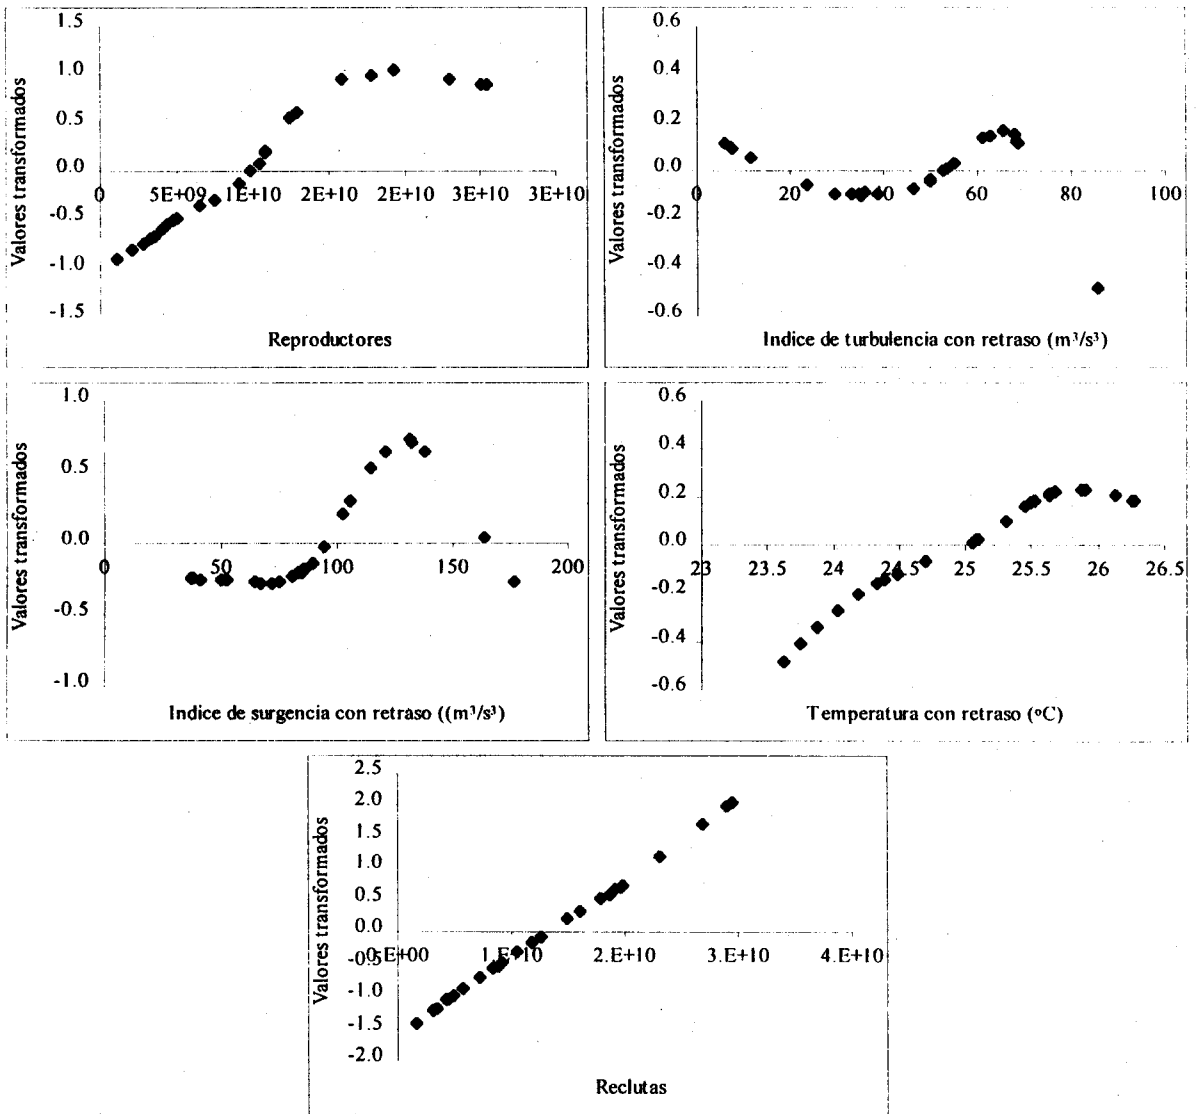 1.5
1.0
0.5
0.0
-0.5
-1.0
-1.5
0 5E+09 1E+10 2E+10 2E+10 3E+10 3E+10
Valores transformados
Reproductores
0.6
0.4
0.2
0.0
-0.2
-0.4
-0.6
0 20 40 60 80 100
Valores transformados
Indice de turbulencia con retraso (m³/s³)
1.0
0.5
0.0
-0.5
-1.0
0 50 100 150 200
Valores transformados
Indice de surgencia con retraso ((m³/s³)
0.6
0.4
0.2
0.0
-0.2
-0.4
-0.6
23 23.5 24 24.5 25 25.5 26 26.5
Valores transformados
Temperatura con retraso (ºC)
2.5
2.0
1.5
1.0
0.5
0.0
-0.5
-1.0
-1.5
-2.0
0.E+00 1.E+10 2.E+10 3.E+10 4.E+10
Valores transformados
Reclutas